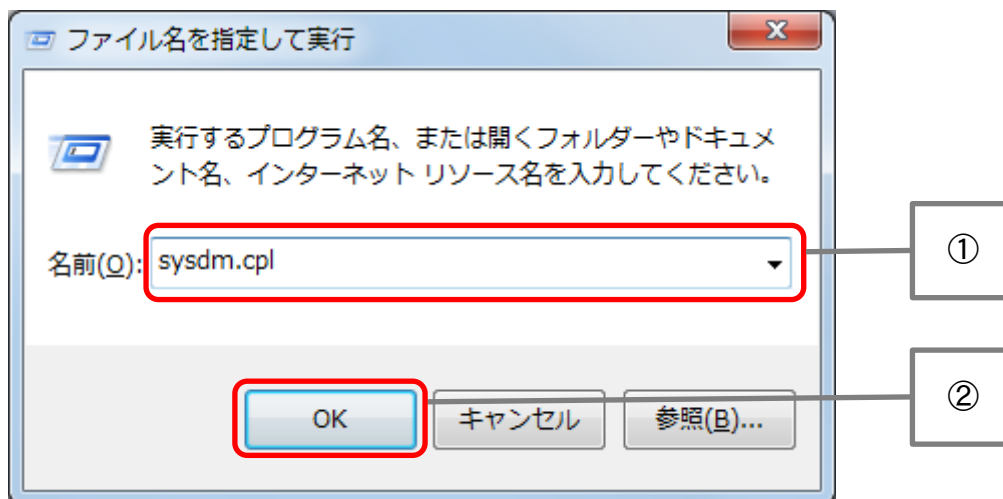 ファイル名を指定して実行
実行するプログラム名、または開くフォルダーやドキュメ
ント名、インターネット リソース名を入力してください。
名前(O): sysdm.cpl
①
OK キャンセル 参照(B)...
②